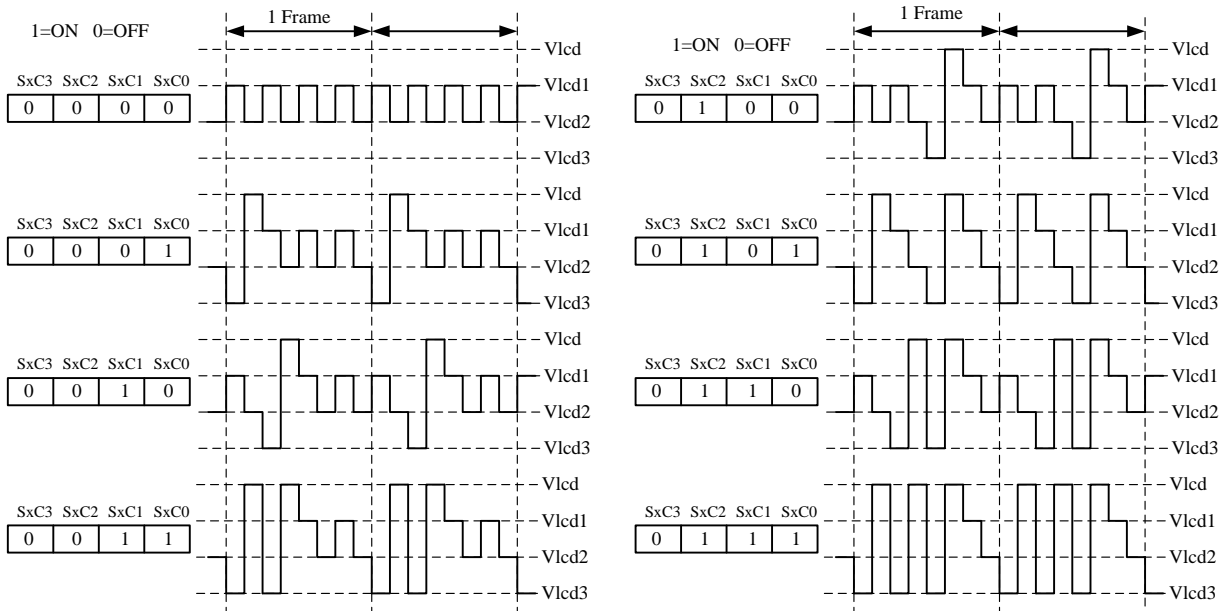 1=ON 0=OFF
1 Frame
Vlcd
SxC3 SxC2 SxC1 SxC0
Vlcd1
0 0 0 0
Vlcd2
Vlcd3
Vlcd
SxC3 SxC2 SxC1 SxC0
Vlcd1
0 0 0 1
Vlcd2
Vlcd3
Vlcd
SxC3 SxC2 SxC1 SxC0
Vlcd1
0 0 1 0
Vlcd2
Vlcd3
Vlcd
SxC3 SxC2 SxC1 SxC0
Vlcd1
0 0 1 1
Vlcd2
Vlcd3
1 Frame
1=ON 0=OFF
Vlcd
SxC3 SxC2 SxC1 SxC0
Vlcd1
0 1 0 0
Vlcd2
Vlcd3
Vlcd
SxC3 SxC2 SxC1 SxC0
Vlcd1
0 1 0 1
Vlcd2
Vlcd3
Vlcd
SxC3 SxC2 SxC1 SxC0
Vlcd1
0 1 1 0
Vlcd2
Vlcd3
Vlcd
SxC3 SxC2 SxC1 SxC0
Vlcd1
0 1 1 1
Vlcd2
Vlcd3